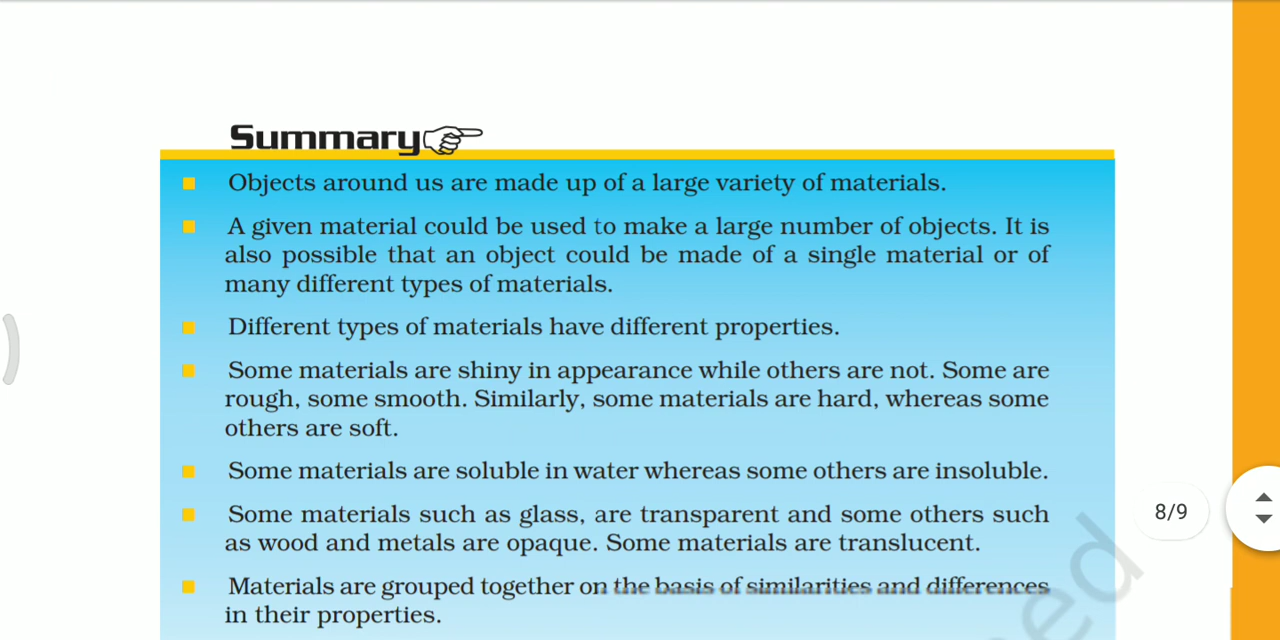 Summary
Objects around us are made up of a large variety of materials.
A given material could be used to make a large number of objects. It is
also possible that an object could be made of a single material or of
many different types of materials.
Different types of materials have different properties.
Some materials are shiny in appearance while others are not. Some are
rough, some smooth. Similarly, some materials are hard, whereas some
others are soft.
Some materials are soluble in water whereas some others are insoluble.
Some materials such as glass, are transparent and some others such
as wood and metals are opaque. Some materials are translucent.
8/9
Materials are grouped together on the basis of similarities and differences
in their properties.
ed